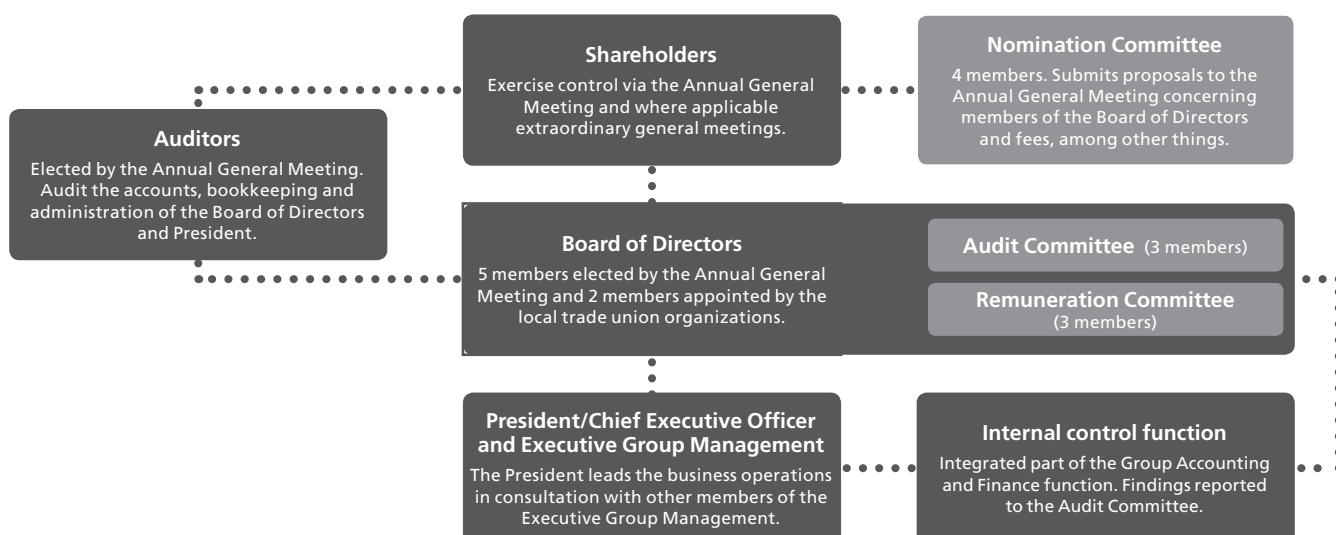 Shareholders
Exercise control via the Annual General
Meeting and where applicable
extraordinary general meetings.
Nomination Committee
4 members. Submits proposals to the
Annual General Meeting concerning
members of the Board of Directors
and fees, among other things.
Auditors
Elected by the Annual General Meeting.
Audit the accounts, bookkeeping and
administration of the Board of Directors
and President.
Board of Directors
5 members elected by the Annual General
Meeting and 2 members appointed by the
local trade union organizations.
Audit Committee (3 members)
Remuneration Committee
(3 members)
President/Chief Executive Officer
and Executive Group Management
The President leads the business operations
in consultation with other members of the
Executive Group Management.
Internal control function
Integrated part of the Group Accounting
and Finance function. Findings reported
to the Audit Committee.